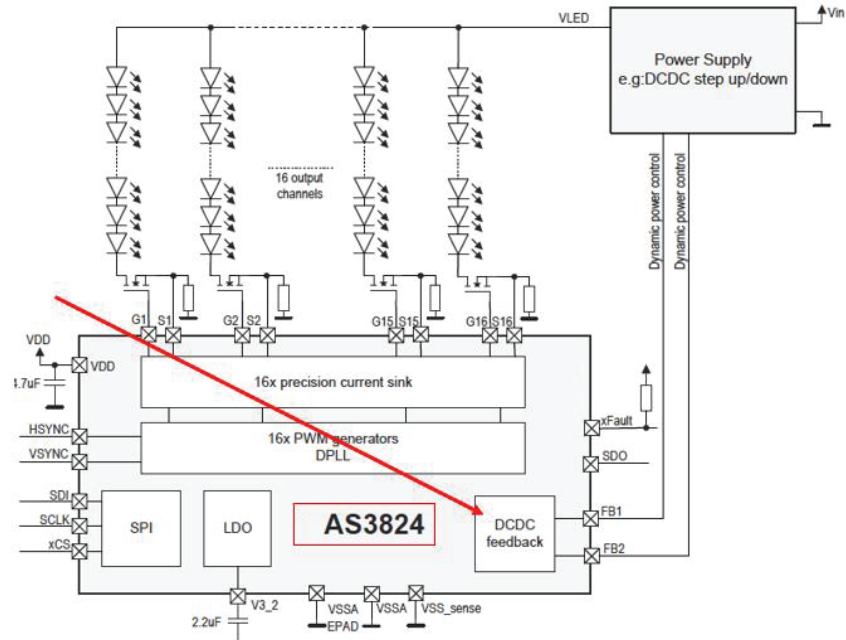 VLED
Vin
Power Supply
e.g:DCDC step up/down
16 output
channels
Dynamic power control
Dynamic power control
G1
S1
G2
S2
G15
S15
G16
S16
VDD
VDD
4.7uF
16x precision current sink
HSYNC
VSYNC
16x PWM generators
DPLL
xFault
SDO
SDI
SCLK
xCS
SPI
LDO
AS3824
DCDC
feedback
FB1
FB2
V3_2
2.2uF
VSSA
EPAD
VSSA
VSS_sense